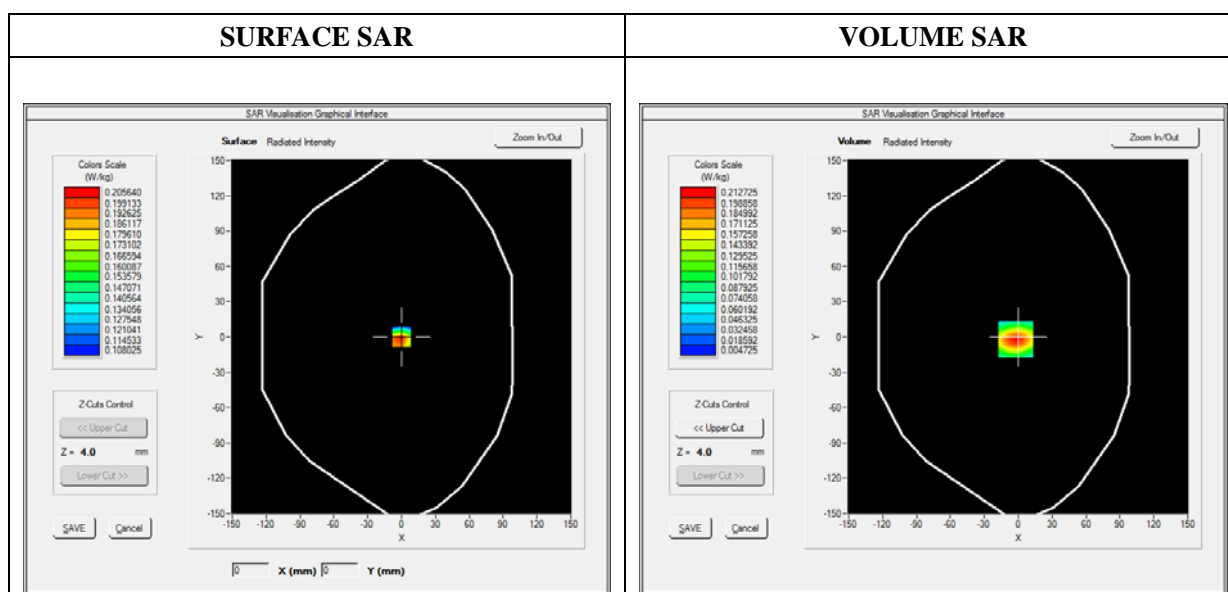 SURFACE SAR
VOLUME SAR
SAR Visualisation Graphical Interface
Surface Radiated Intensity
Zoom In/Out
Colors Scale
(W/kg)
0.205640
0.199133
0.192625
0.186117
0.179610
0.173102
0.166594
0.160087
0.153579
0.147071
0.140564
0.134056
0.127548
0.121041
0.114533
0.108025
150
120
90
60
30
0
-30
-60
-90
-120
-150
Y
-150 -120 -90 -60 -30 0 30 60 90 120 150
X
Z-Cuts Control
<< Upper Cut
Z = 4.0 mm
Lower Cut >>
SAVE Cancel
0 X (mm) 0 Y (mm)
SAR Visualisation Graphical Interface
Volume Radiated Intensity
Zoom In/Out
Colors Scale
(W/kg)
0.212725
0.198858
0.184992
0.171125
0.157258
0.143392
0.129525
0.115658
0.101792
0.087925
0.074058
0.060192
0.046325
0.032458
0.018592
0.004725
150
120
90
60
30
0
-30
-60
-90
-120
-150
Y
-150 -120 -90 -60 -30 0 30 60 90 120 150
X
Z-Cuts Control
<< Upper Cut
Z = 4.0 mm
Lower Cut >>
SAVE Cancel